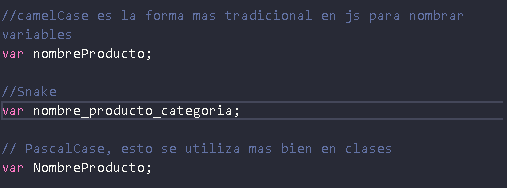 //camelCase es la forma mas tradicional en js para nombrar
variables
var nombreProducto;
//Snake
var nombre_producto_categoria;
// PascalCase, esto se utiliza mas bien en clases
var NombreProducto;